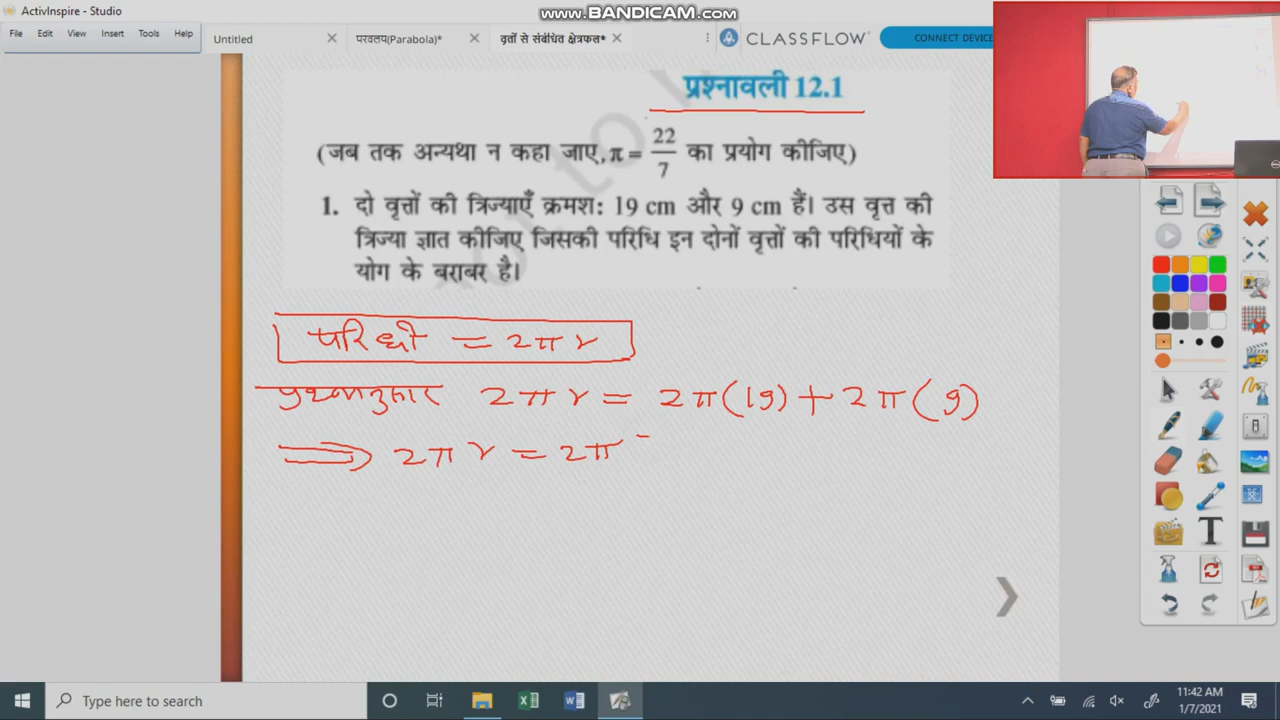 ActivInspire - Studio
www.BANDICAM.com
File Edit View Insert Tools Help
Untitled
परवलय(Parabola)*
वृतों से संबंधित क्षेत्रफल*
CLASSFLOW
CONNECT DEVICE
प्रश्नावली 12.1
(जब तक अन्यथा न कहा जाए, π = 22/7 का प्रयोग कीजिए)
1. दो वृत्तों की त्रिज्याएँ क्रमश: 19 cm और 9 cm हैं। उस वृत्त की
त्रिज्या ज्ञात कीजिए जिसकी परिधि इन दोनों वृत्तों की परिधियों के
योग के बराबर है।
परिधी = 2πr
प्रश्नानुसार 2πr = 2π(19) + 2π(9)
⟹ 2πr = 2π
Type here to search
11:42 AM
1/7/2021